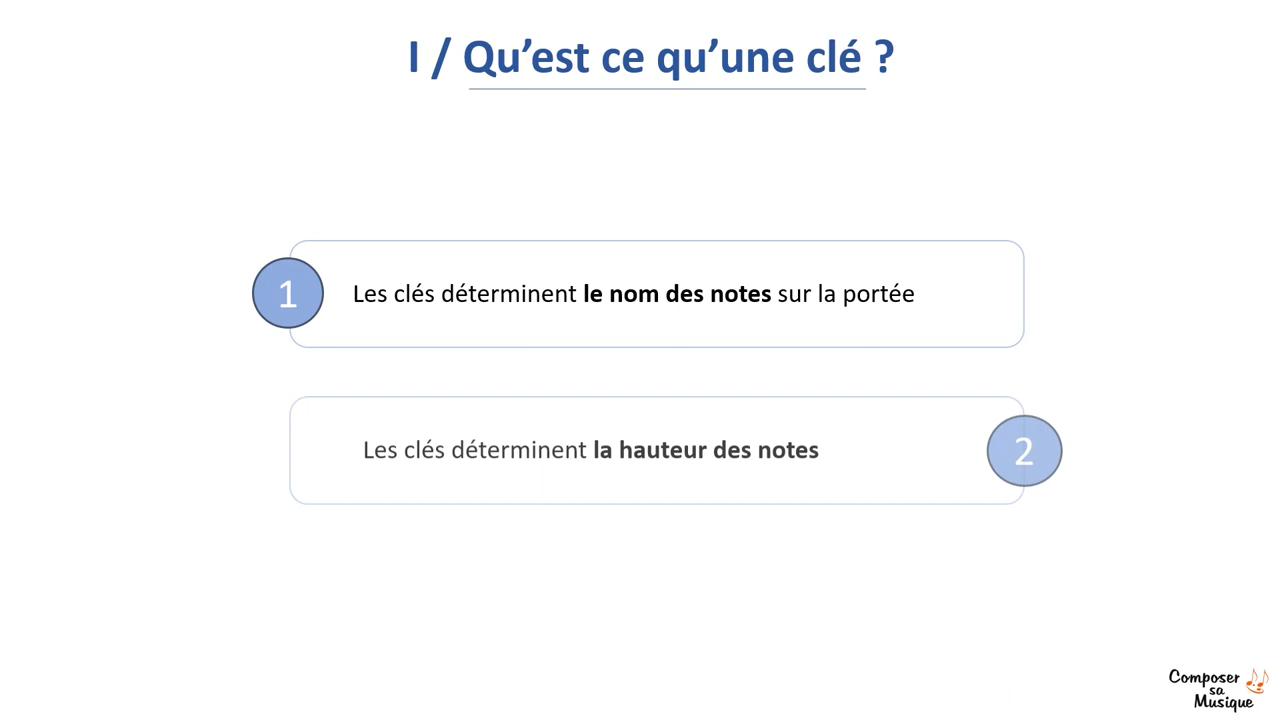 I / Qu’est ce qu’une clé ?
1
Les clés déterminent le nom des notes sur la portée
Les clés déterminent la hauteur des notes
2
Composer
sa
Musique